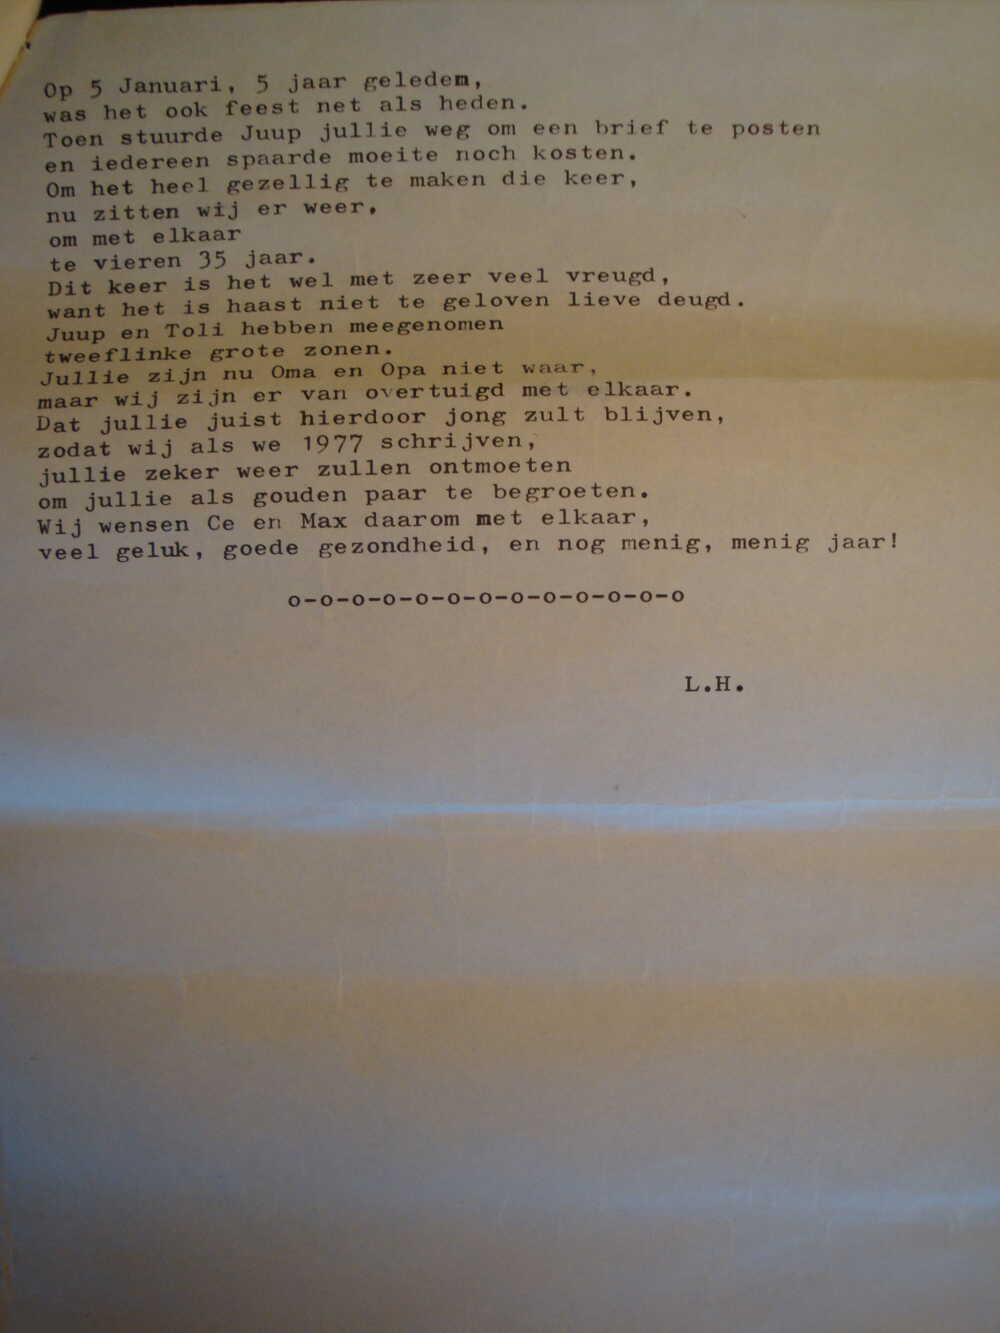 Op 5 Januari, 5 jaar geledem,
was het ook feest net als heden.
Toen stuurde Juup jullie weg om een brief te posten
en iedereen spaarde moeite noch kosten.
Om het heel gezellig te maken die keer,
nu zitten wij er weer,
om met elkaar
te vieren 35 jaar.
Dit keer is het wel met zeer veel vreugd,
want het is haast niet te geloven lieve deugd.
Juup en Toli hebben meegenomen
tweeflinke grote zonen.
Jullie zijn nu Oma en Opa niet waar,
maar wij zijn er van overtuigd met elkaar.
Dat jullie juist hierdoor jong zult blijven,
zodat wij als we 1977 schrijven,
jullie zeker weer zullen ontmoeten
om jullie als gouden paar te begroeten.
Wij wensen Ce en Max daarom met elkaar,
veel geluk, goede gezondheid, en nog menig, menig jaar!
o-o-o-o-o-o-o-o-o-o-o-o-o
L.H.